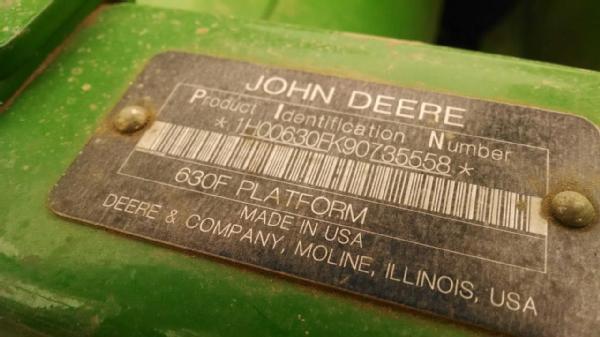 JOHN DEERE
Product Identification Number
*1H00630FK90735558*
630F PLATFORM
MADE IN USA
DEERE & COMPANY, MOLINE, ILLINOIS, USA